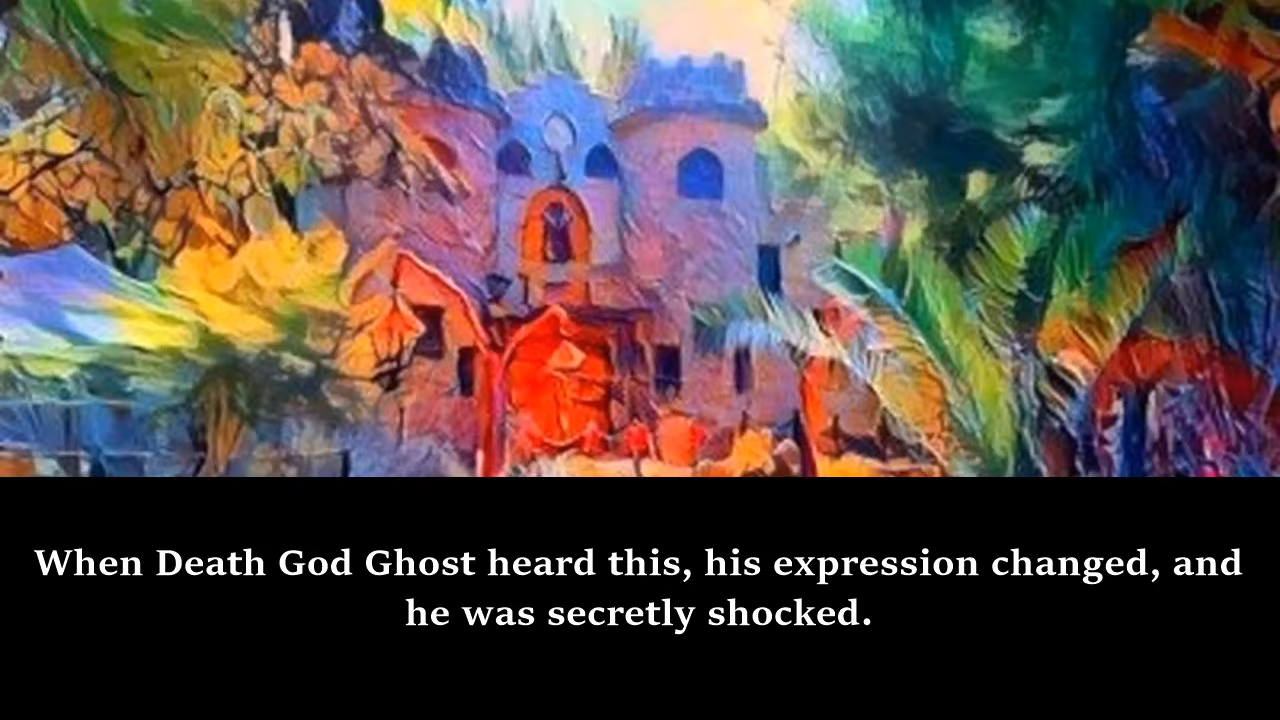 When Death God Ghost heard this, his expression changed, and
he was secretly shocked.